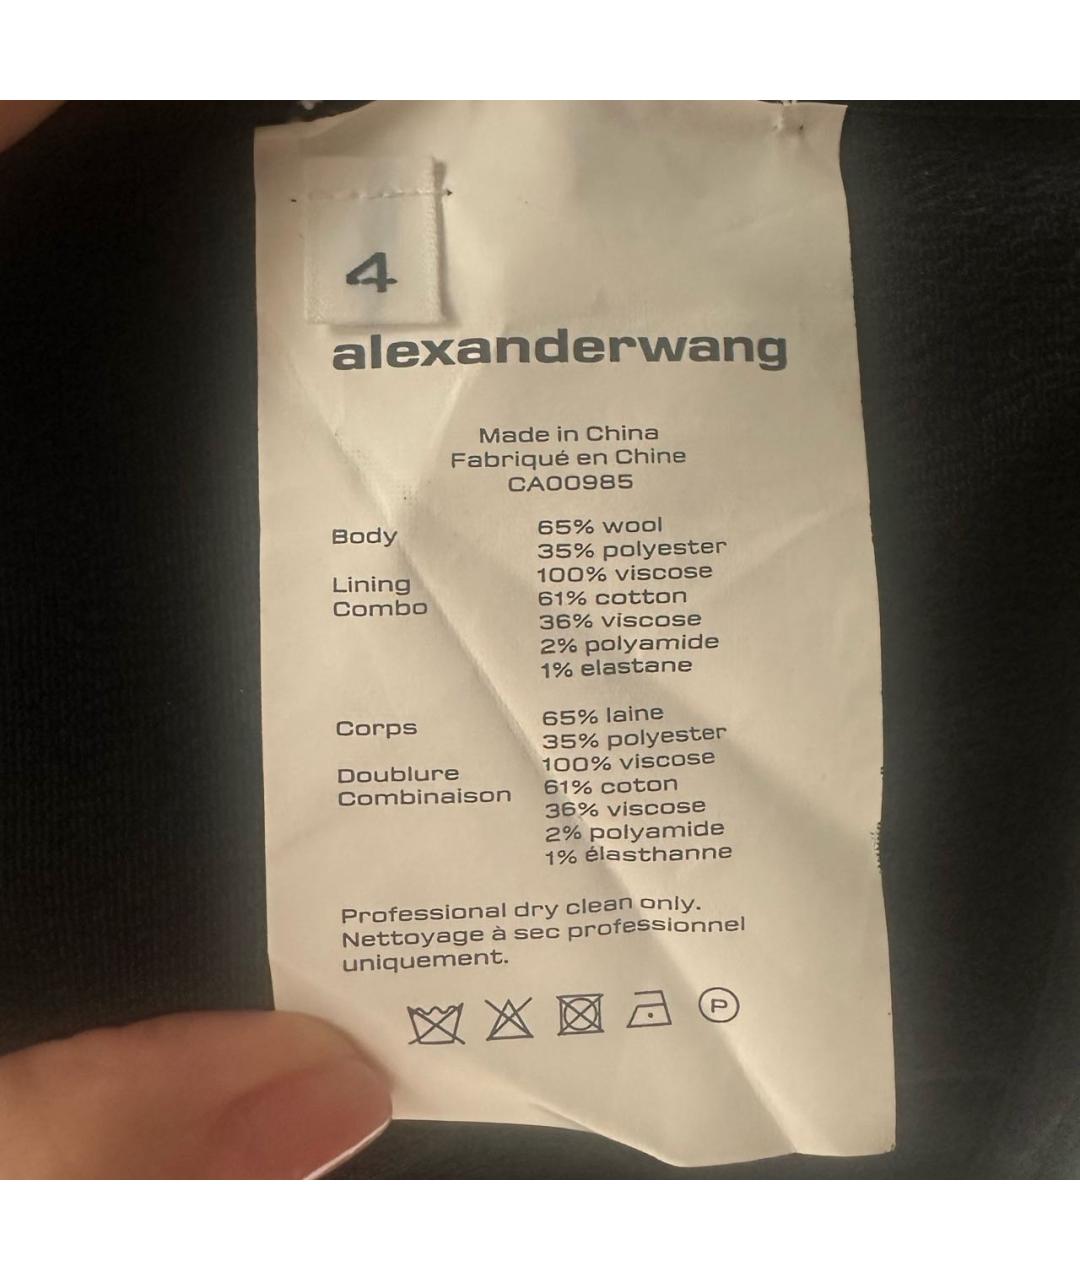 4
alexanderwang
Made in China
Fabriqué en Chine
CA00985
Body 65% wool
35% polyester
Lining 100% viscose
Combo 61% cotton
36% viscose
2% polyamide
1% elastane
Corps 65% laine
35% polyester
Doublure 100% viscose
Combinaison 61% coton
36% viscose
2% polyamide
1% élasthanne
Professional dry clean only.
Nettoyage à sec professionnel
uniquement.
P